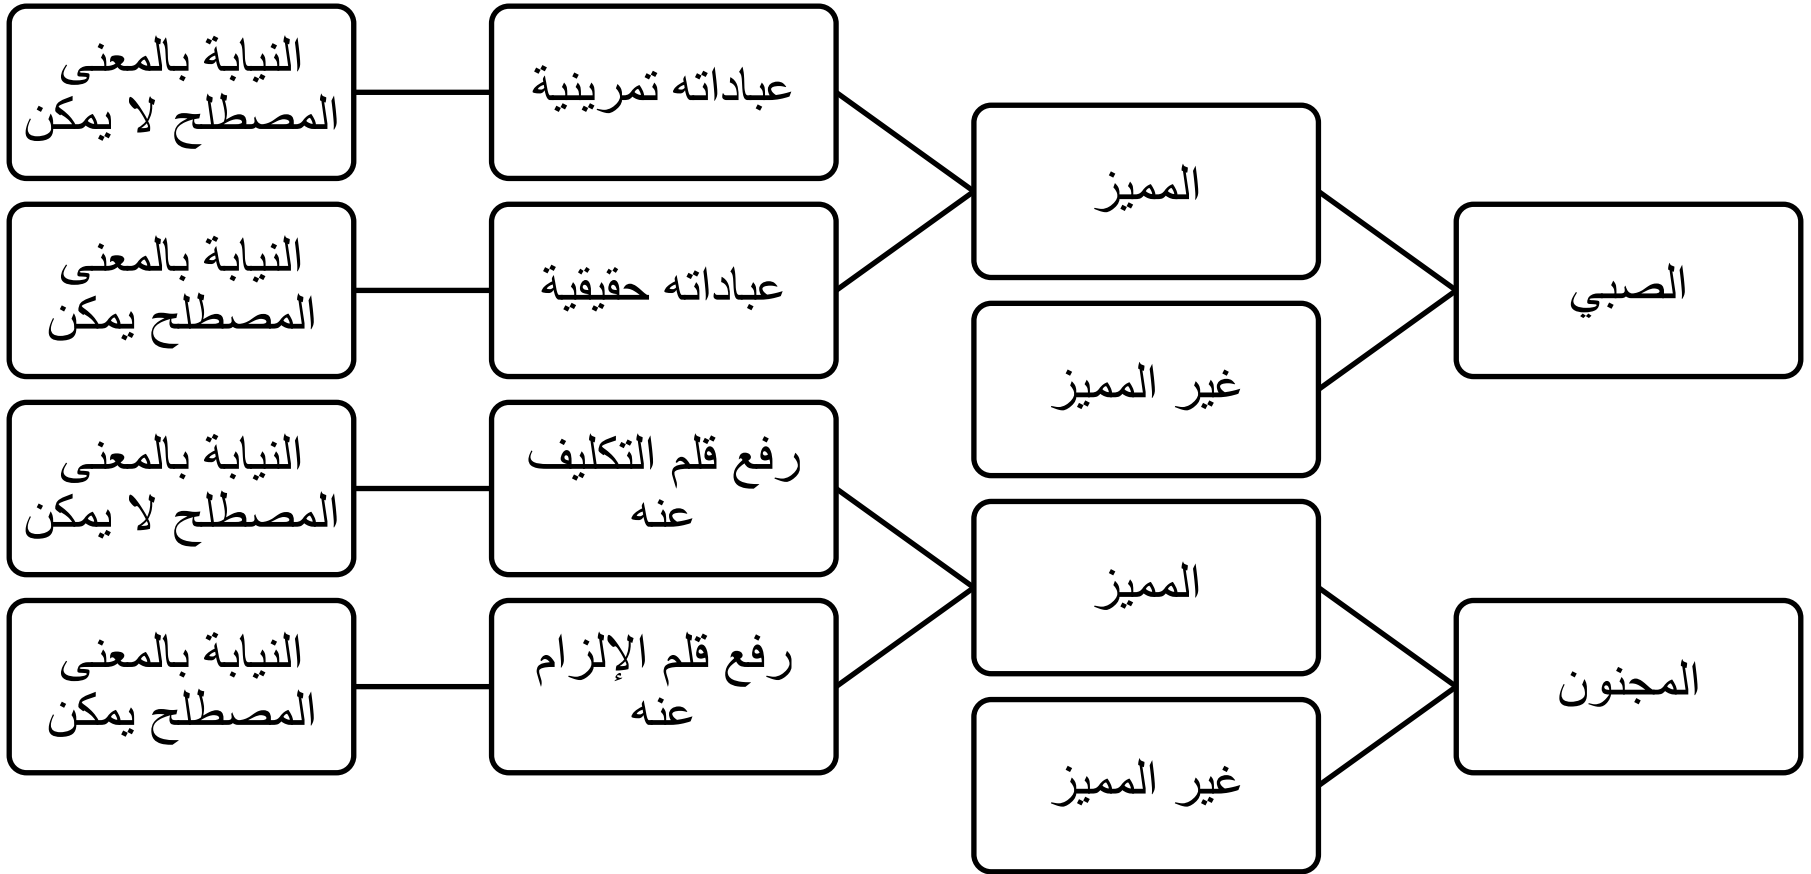 الصبي
المميز
عباداته تمرينية
النيابة بالمعنى
المصطلح لا يمكن
عباداته حقيقية
النيابة بالمعنى
المصطلح يمكن
غير المميز
المجنون
المميز
رفع قلم التكليف
عنه
النيابة بالمعنى
المصطلح لا يمكن
رفع قلم الإلزام
عنه
النيابة بالمعنى
المصطلح يمكن
غير المميز